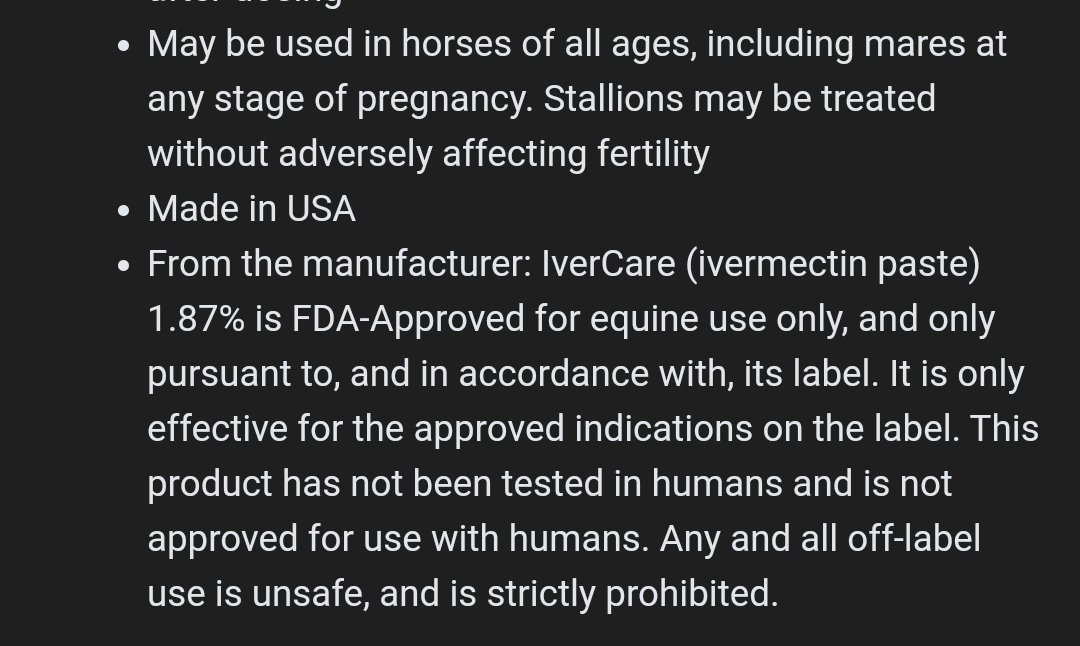 after dosing
• May be used in horses of all ages, including mares at
any stage of pregnancy. Stallions may be treated
without adversely affecting fertility
• Made in USA
• From the manufacturer: IverCare (ivermectin paste)
1.87% is FDA-Approved for equine use only, and only
pursuant to, and in accordance with, its label. It is only
effective for the approved indications on the label. This
product has not been tested in humans and is not
approved for use with humans. Any and all off-label
use is unsafe, and is strictly prohibited.